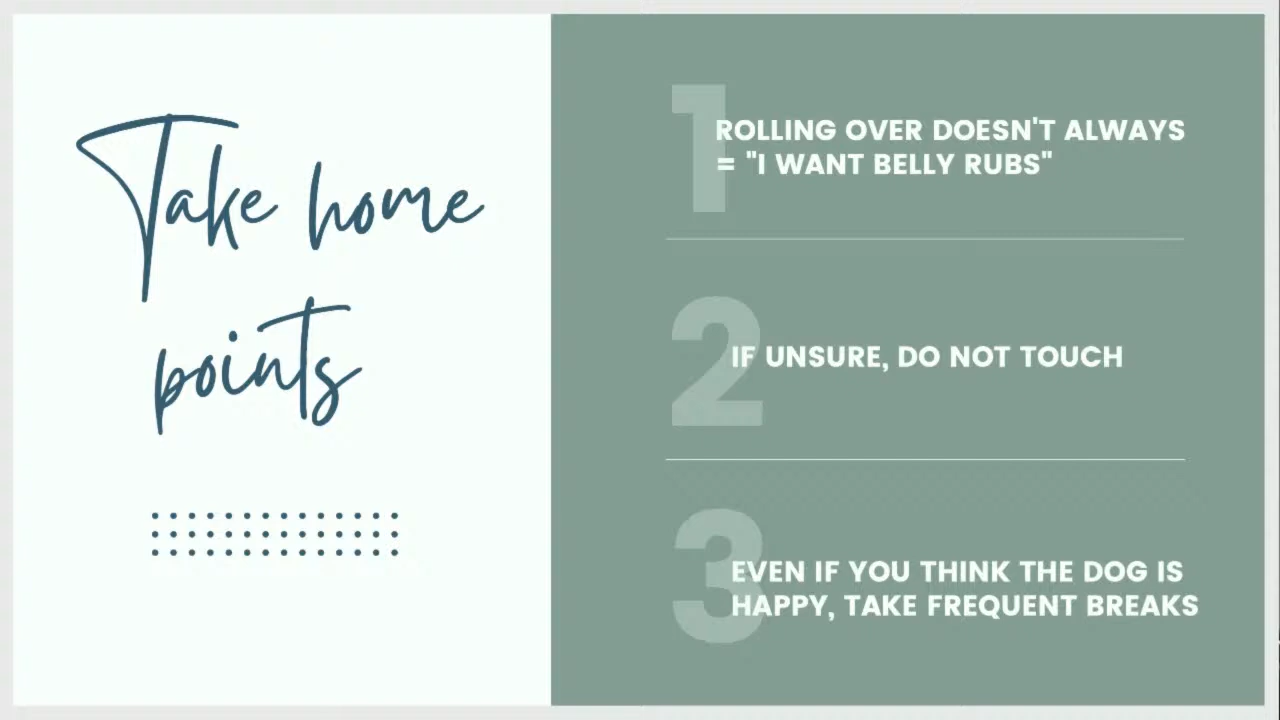 Take home
points
1
ROLLING OVER DOESN'T ALWAYS
= "I WANT BELLY RUBS"
2
IF UNSURE, DO NOT TOUCH
3
EVEN IF YOU THINK THE DOG IS
HAPPY, TAKE FREQUENT BREAKS